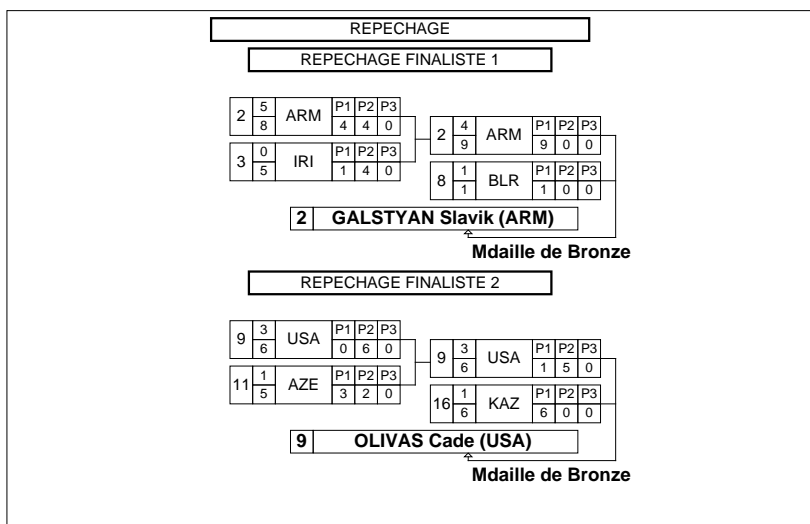 REPECHAGE
REPECHAGE FINALISTE 1
2 5 8 ARM P1 P2 P3 4 4 0
3 0 5 IRI P1 P2 P3 1 4 0
2 4 9 ARM P1 P2 P3 9 0 0
8 1 1 BLR P1 P2 P3 1 0 0
2 GALSTYAN Slavik (ARM)
Mdaille de Bronze
REPECHAGE FINALISTE 2
9 3 6 USA P1 P2 P3 0 6 0
11 1 5 AZE P1 P2 P3 3 2 0
9 3 6 USA P1 P2 P3 1 5 0
16 1 6 KAZ P1 P2 P3 6 0 0
9 OLIVAS Cade (USA)
Mdaille de Bronze